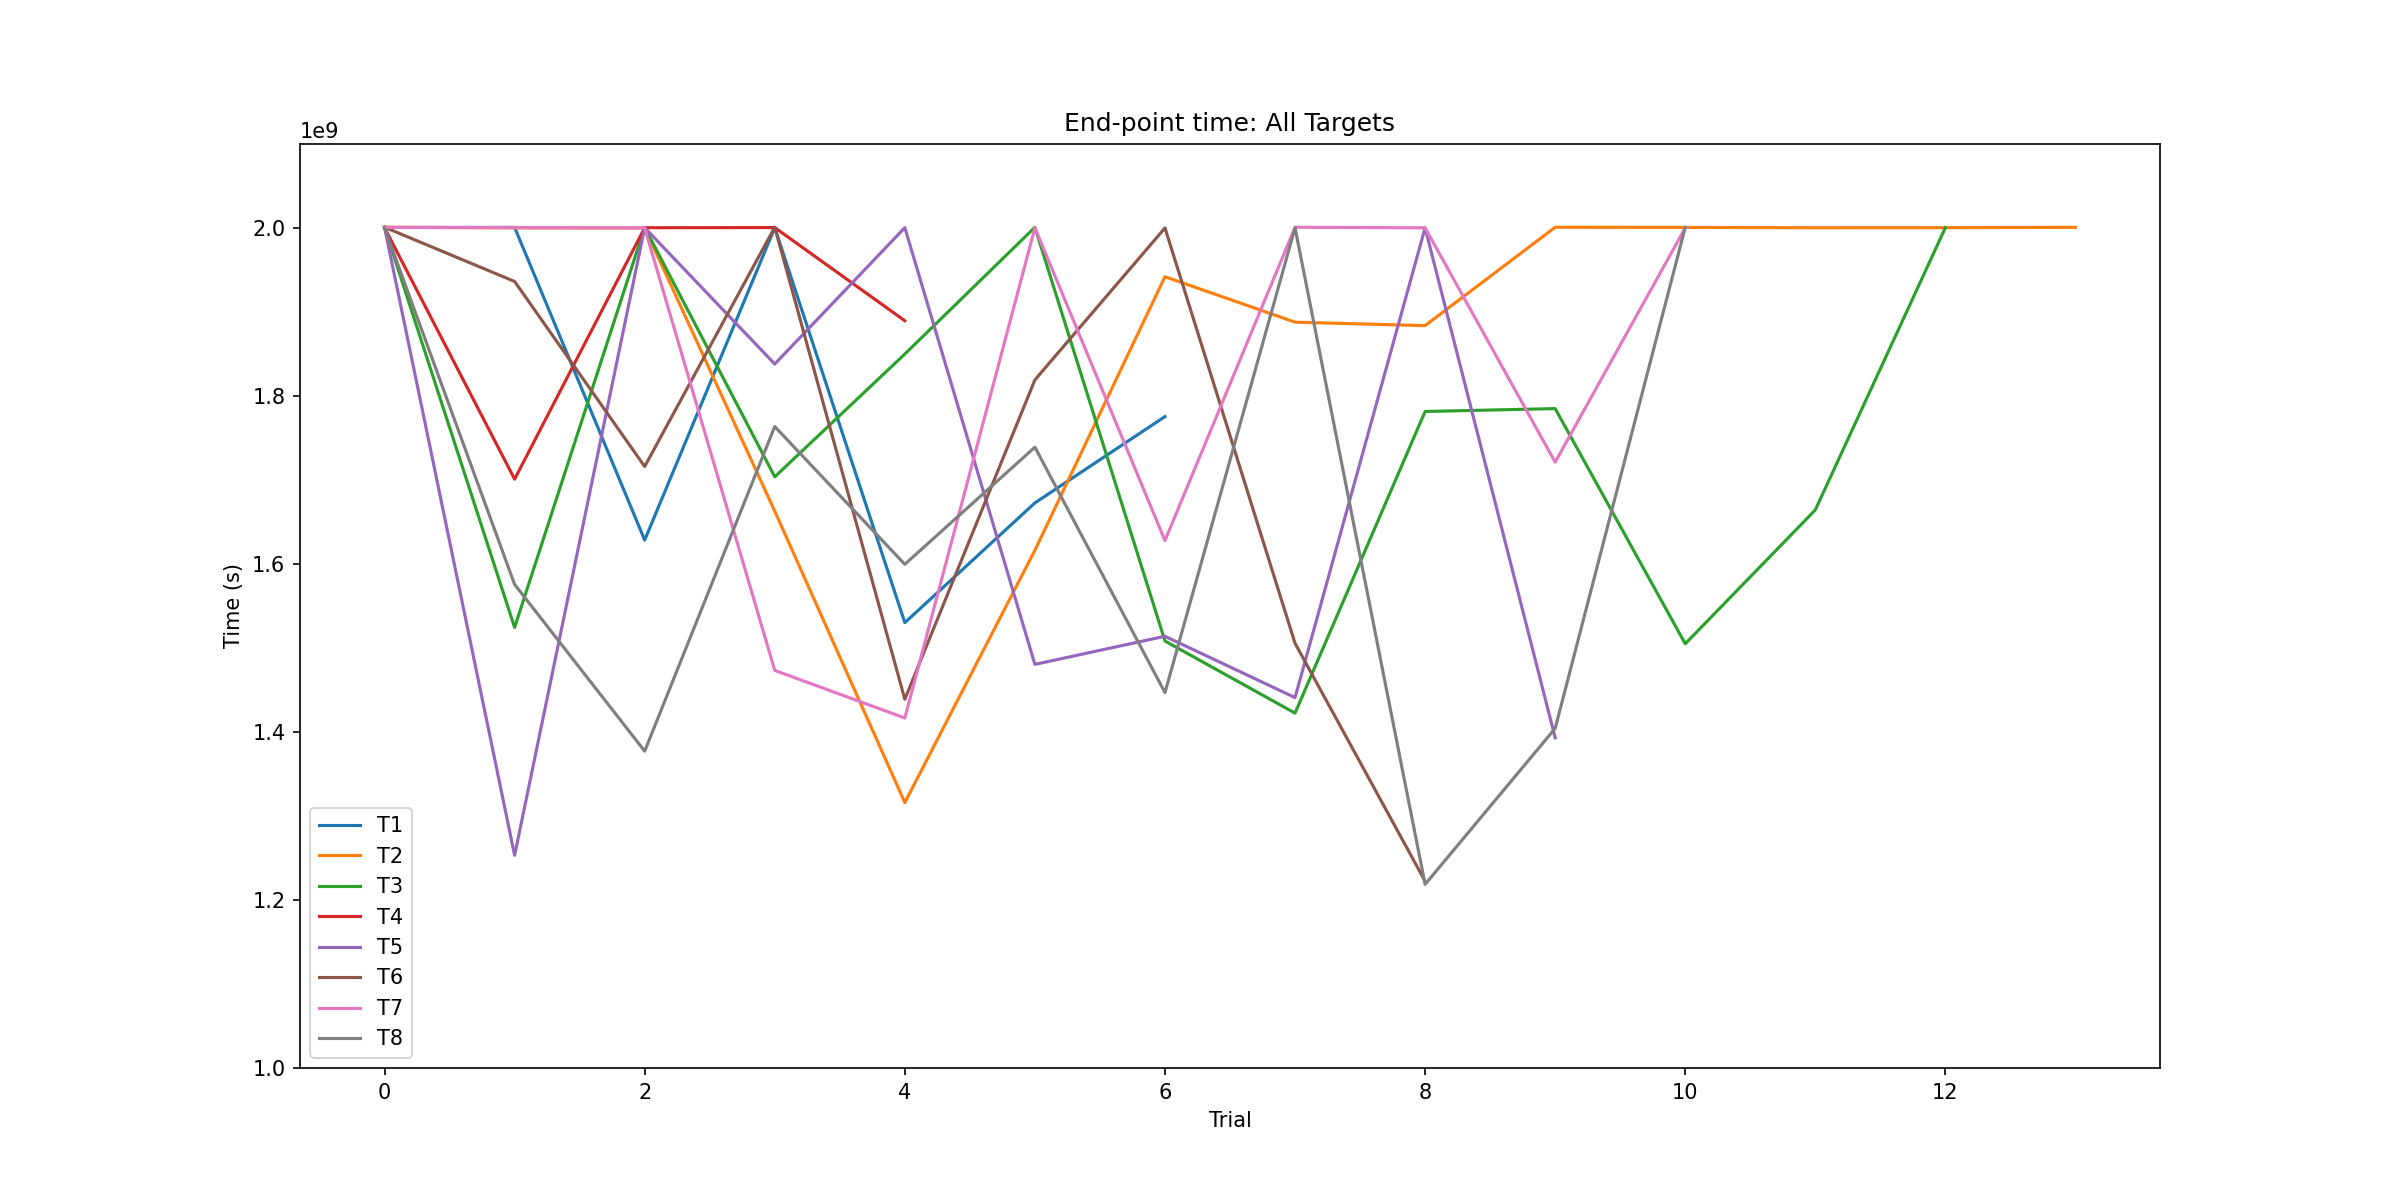 End-point time: All Targets
1e9
2.0
1.8
1.6
1.4
1.2
1.0
Time (s)
T1
T2
T3
T4
T5
T6
T7
T8
0 2 4 6 8 10 12
Trial